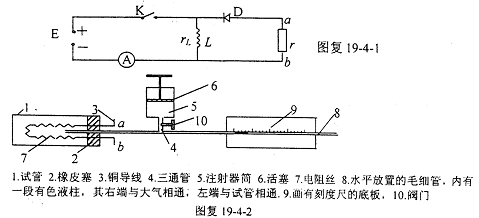 K
D
a
E
+
−
r_L
L
r
A
b
图复 19-4-1
6
5
10
1
3
a
b
9
8
7
2
4
1.试管 2.橡皮塞 3.铜导线 4.三通管 5.注射器筒 6.活塞 7.电阻丝 8.水平放置的毛细管,内有
一段有色液柱,其右端与大气相通,左端与试管相通.9.画有刻度尺的底板,10.阀门
图复 19-4-2